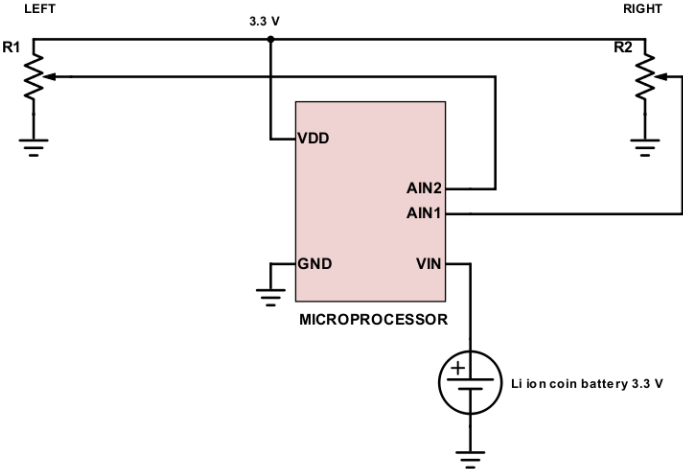 LEFT
RIGHT
3.3 V
R1
R2
VDD
AIN2
AIN1
GND
VIN
MICROPROCESSOR
+
Li ion coin battery 3.3 V